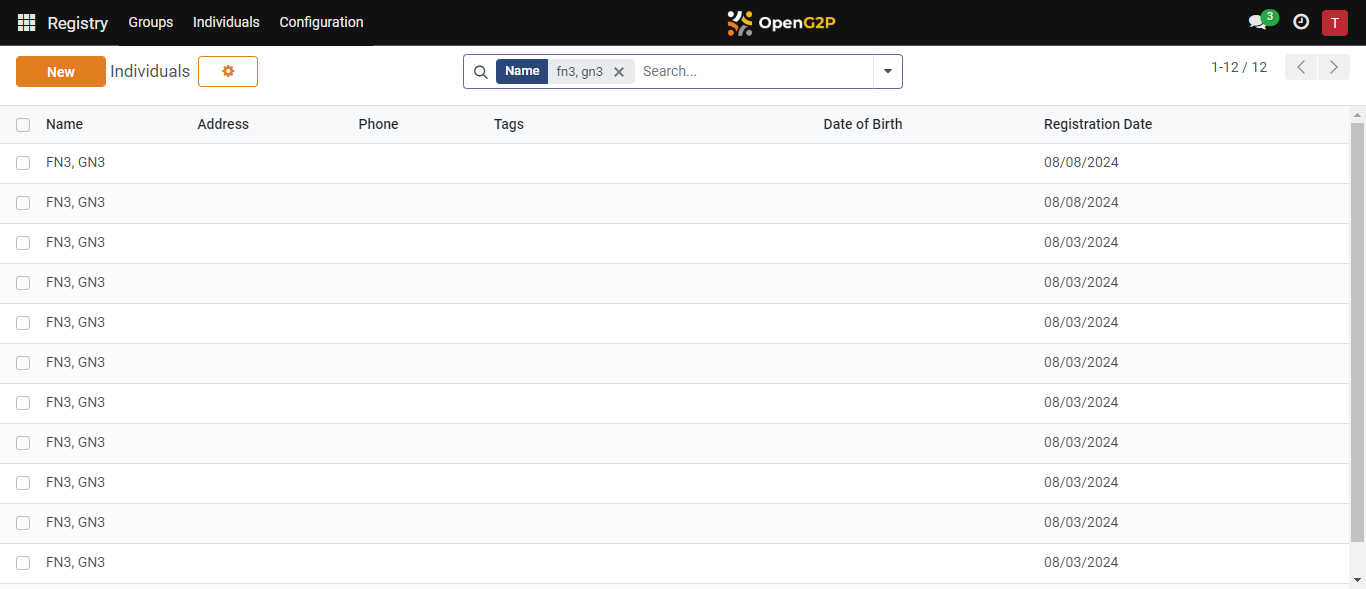 Registry Groups Individuals Configuration OpenG2P 3 T
New Individuals Name fn3, gn3 Search... 1-12 / 12
Name Address Phone Tags Date of Birth Registration Date
FN3, GN3 08/08/2024
FN3, GN3 08/08/2024
FN3, GN3 08/03/2024
FN3, GN3 08/03/2024
FN3, GN3 08/03/2024
FN3, GN3 08/03/2024
FN3, GN3 08/03/2024
FN3, GN3 08/03/2024
FN3, GN3 08/03/2024
FN3, GN3 08/03/2024
FN3, GN3 08/03/2024